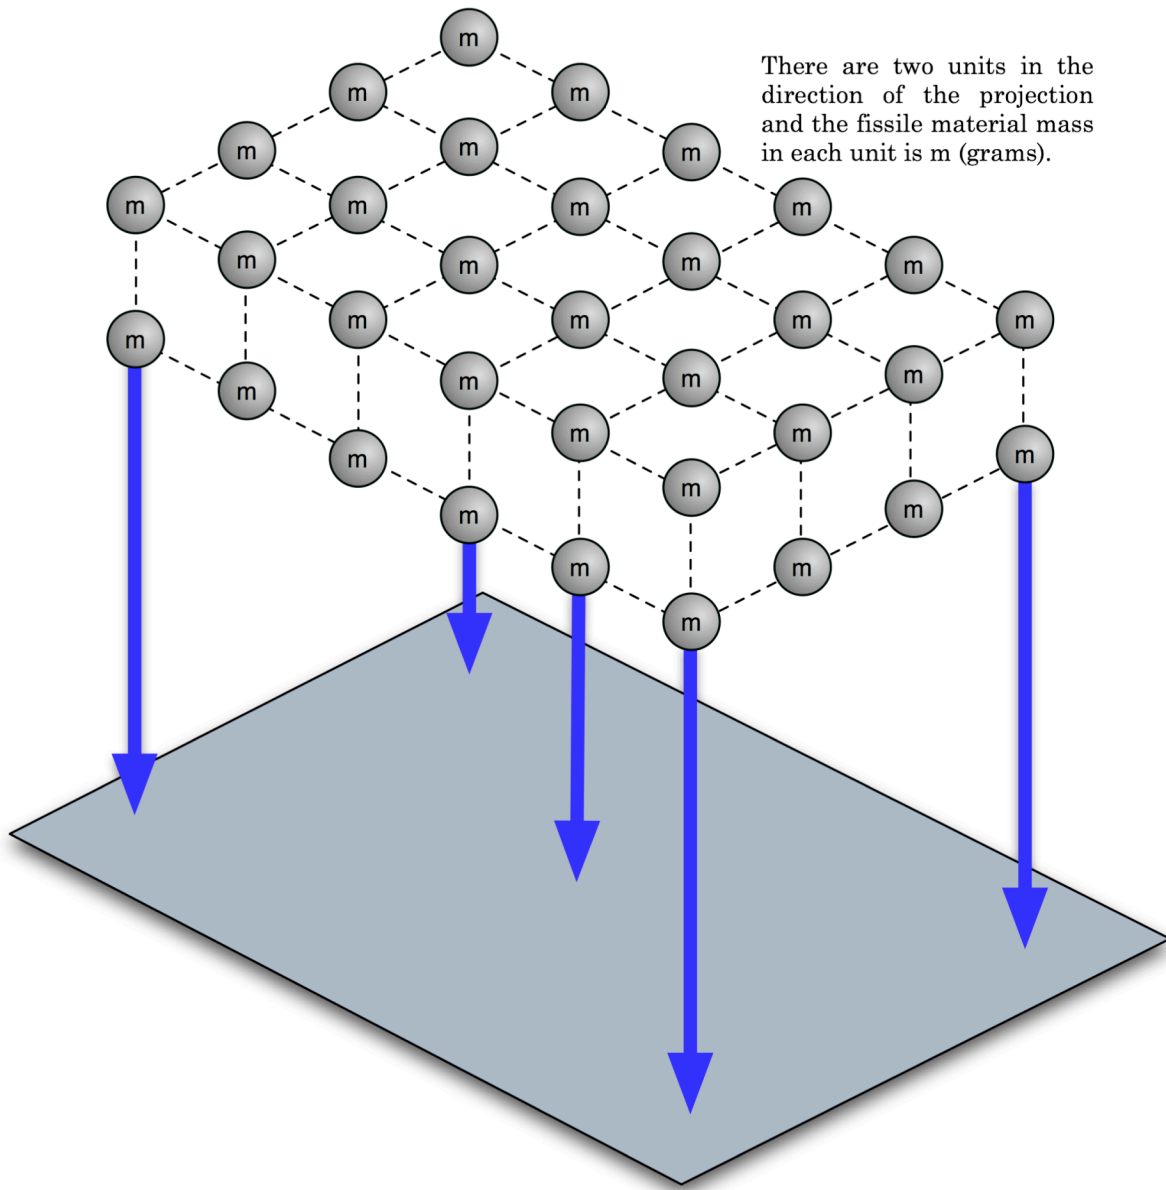 m
There are two units in the
direction of the projection
and the fissile material mass
in each unit is m (grams).
m m
m m m
m m m m
m m m m
m m m m
m
m m m m
m m m m
m m m
m m
m